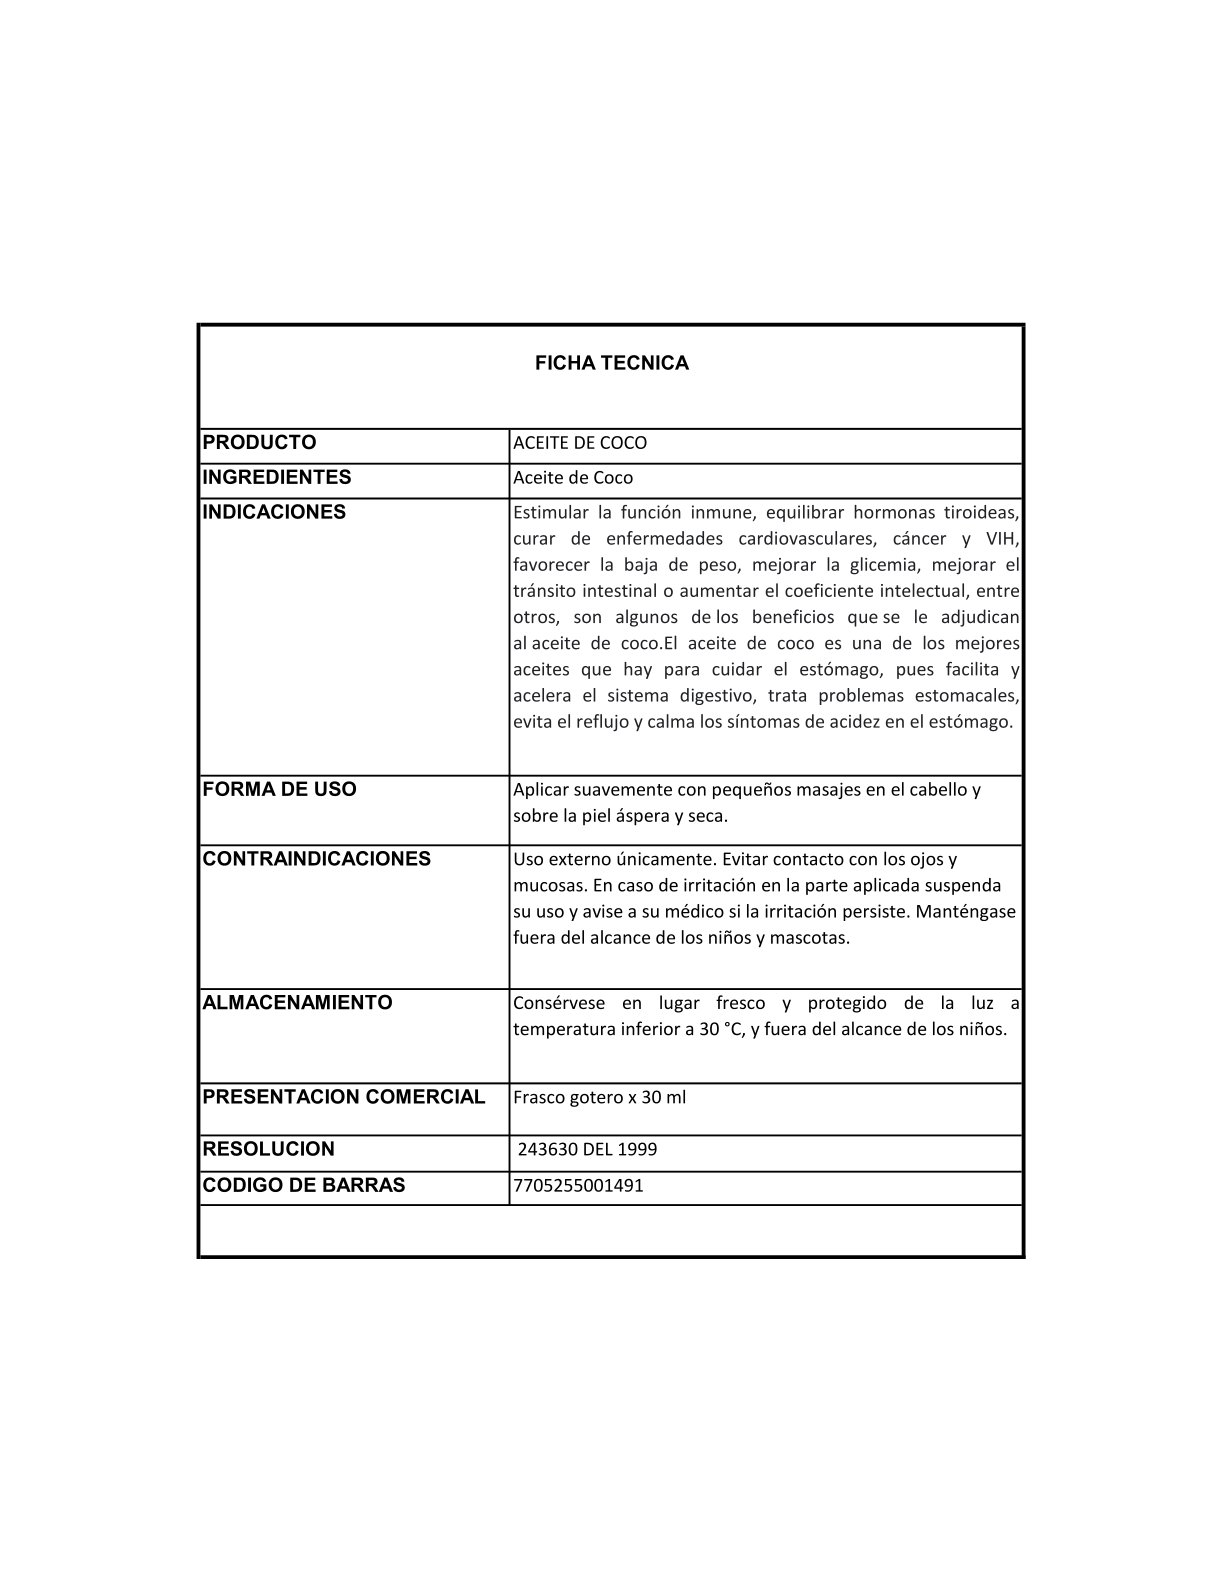 FICHA TECNICA
PRODUCTO
ACEITE DE COCO
INGREDIENTES
Aceite de Coco
INDICACIONES
Estimular la función inmune, equilibrar hormonas tiroideas,
curar de enfermedades cardiovasculares, cáncer y VIH,
favorecer la baja de peso, mejorar la glicemia, mejorar el
tránsito intestinal o aumentar el coeficiente intelectual, entre
otros, son algunos de los beneficios que se le adjudican
al aceite de coco.El aceite de coco es una de los mejores
aceites que hay para cuidar el estómago, pues facilita y
acelera el sistema digestivo, trata problemas estomacales,
evita el reflujo y calma los síntomas de acidez en el estómago.
FORMA DE USO
Aplicar suavemente con pequeños masajes en el cabello y
sobre la piel áspera y seca.
CONTRAINDICACIONES
Uso externo únicamente. Evitar contacto con los ojos y
mucosas. En caso de irritación en la parte aplicada suspenda
su uso y avise a su médico si la irritación persiste. Manténgase
fuera del alcance de los niños y mascotas.
ALMACENAMIENTO
Consérvese en lugar fresco y protegido de la luz a
temperatura inferior a 30 °C, y fuera del alcance de los niños.
PRESENTACION COMERCIAL
Frasco gotero x 30 ml
RESOLUCION
243630 DEL 1999
CODIGO DE BARRAS
7705255001491